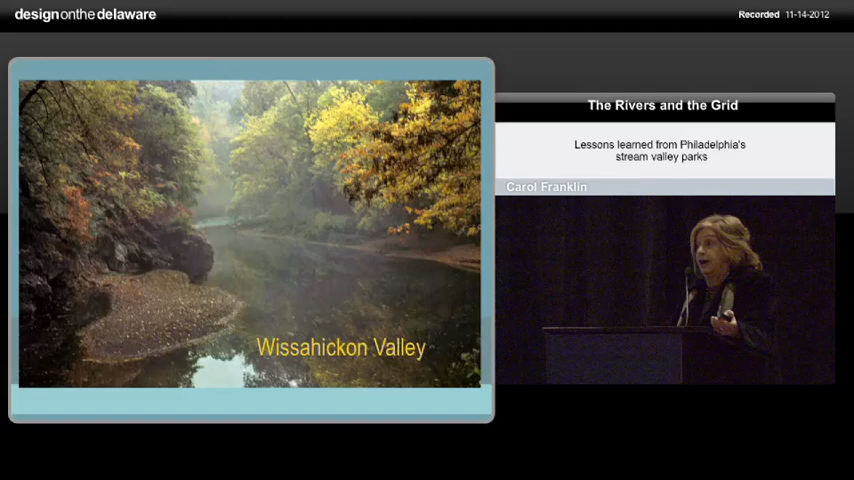 designonthedelaware
Recorded 11-14-2012
The Rivers and the Grid
Lessons learned from Philadelphia's
stream valley parks
Carol Franklin
Wissahickon Valley